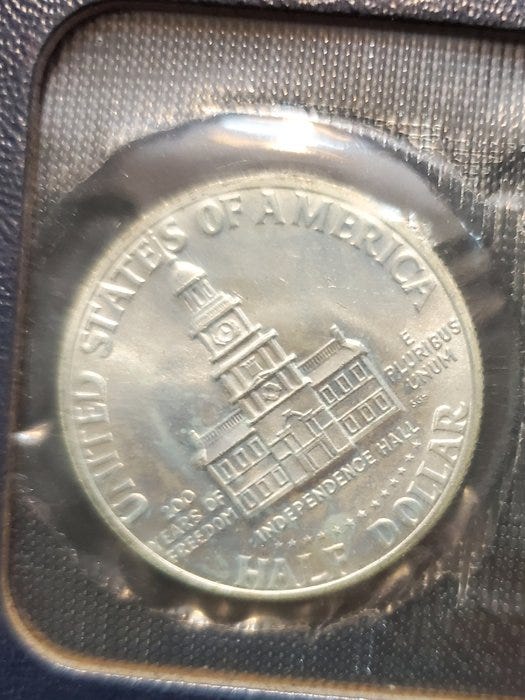 UNITED STATES OF AMERICA
E
PLURIBUS
UNUM
200
YEARS OF
FREEDOM
INDEPENDENCE HALL
HALF DOLLAR